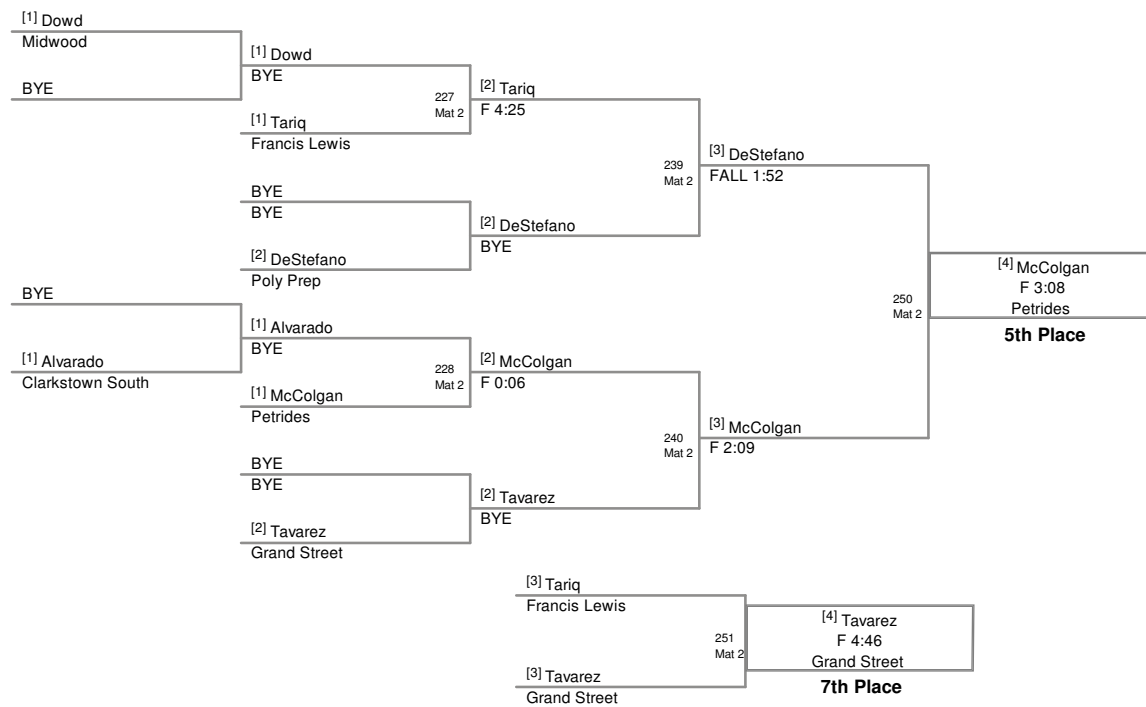 [1] Dowd
Midwood
BYE
[1] Dowd
BYE
227
Mat 2
[1] Tariq
Francis Lewis
[2] Tariq
F 4:25
239
Mat 2
[3] DeStefano
FALL 1:52
BYE
BYE
[2] DeStefano
BYE
[2] DeStefano
Poly Prep
[4] McColgan
F 3:08
Petrides
5th Place
250
Mat 2
BYE
[1] Alvarado
BYE
[1] Alvarado
Clarkstown South
228
Mat 2
[2] McColgan
F 0:06
[1] McColgan
Petrides
240
Mat 2
[3] McColgan
F 2:09
BYE
BYE
[2] Tavarez
BYE
[2] Tavarez
Grand Street
[3] Tariq
Francis Lewis
251
Mat 2
[4] Tavarez
F 4:46
Grand Street
7th Place
[3] Tavarez
Grand Street